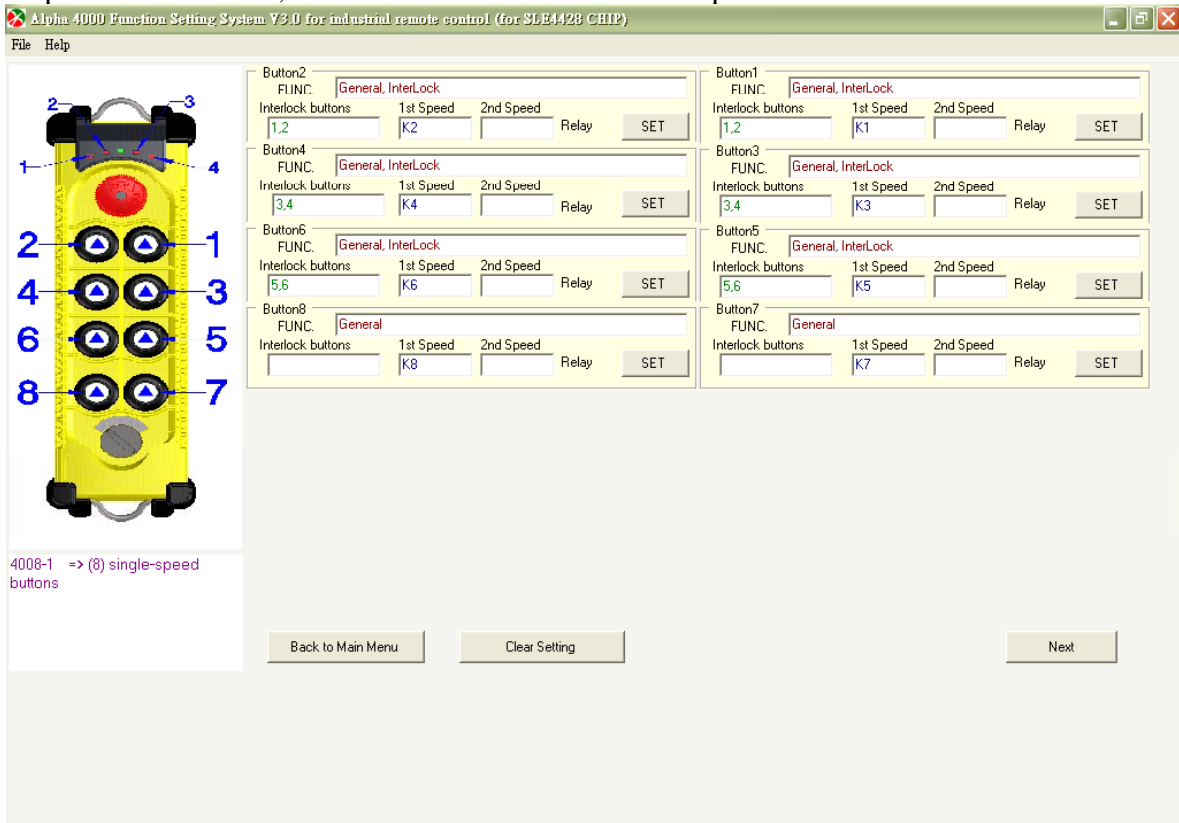 Alpha 4000 Function Setting System V3.0 for industrial remote control (for SLE4428 CHIP)
File Help
2 3
1 4
2 1
4 3
6 5
8 7
4008-1 => (8) single-speed
buttons
Button2
FUNC. General, InterLock
Interlock buttons 1st Speed 2nd Speed
1,2 K2 Relay SET
Button1
FUNC. General, InterLock
Interlock buttons 1st Speed 2nd Speed
1,2 K1 Relay SET
Button4
FUNC. General, InterLock
Interlock buttons 1st Speed 2nd Speed
3,4 K4 Relay SET
Button3
FUNC. General, InterLock
Interlock buttons 1st Speed 2nd Speed
3,4 K3 Relay SET
Button6
FUNC. General, InterLock
Interlock buttons 1st Speed 2nd Speed
5,6 K6 Relay SET
Button5
FUNC. General, InterLock
Interlock buttons 1st Speed 2nd Speed
5,6 K5 Relay SET
Button8
FUNC. General
Interlock buttons 1st Speed 2nd Speed
K8 Relay SET
Button7
FUNC. General
Interlock buttons 1st Speed 2nd Speed
K7 Relay SET
Back to Main Menu Clear Setting Next